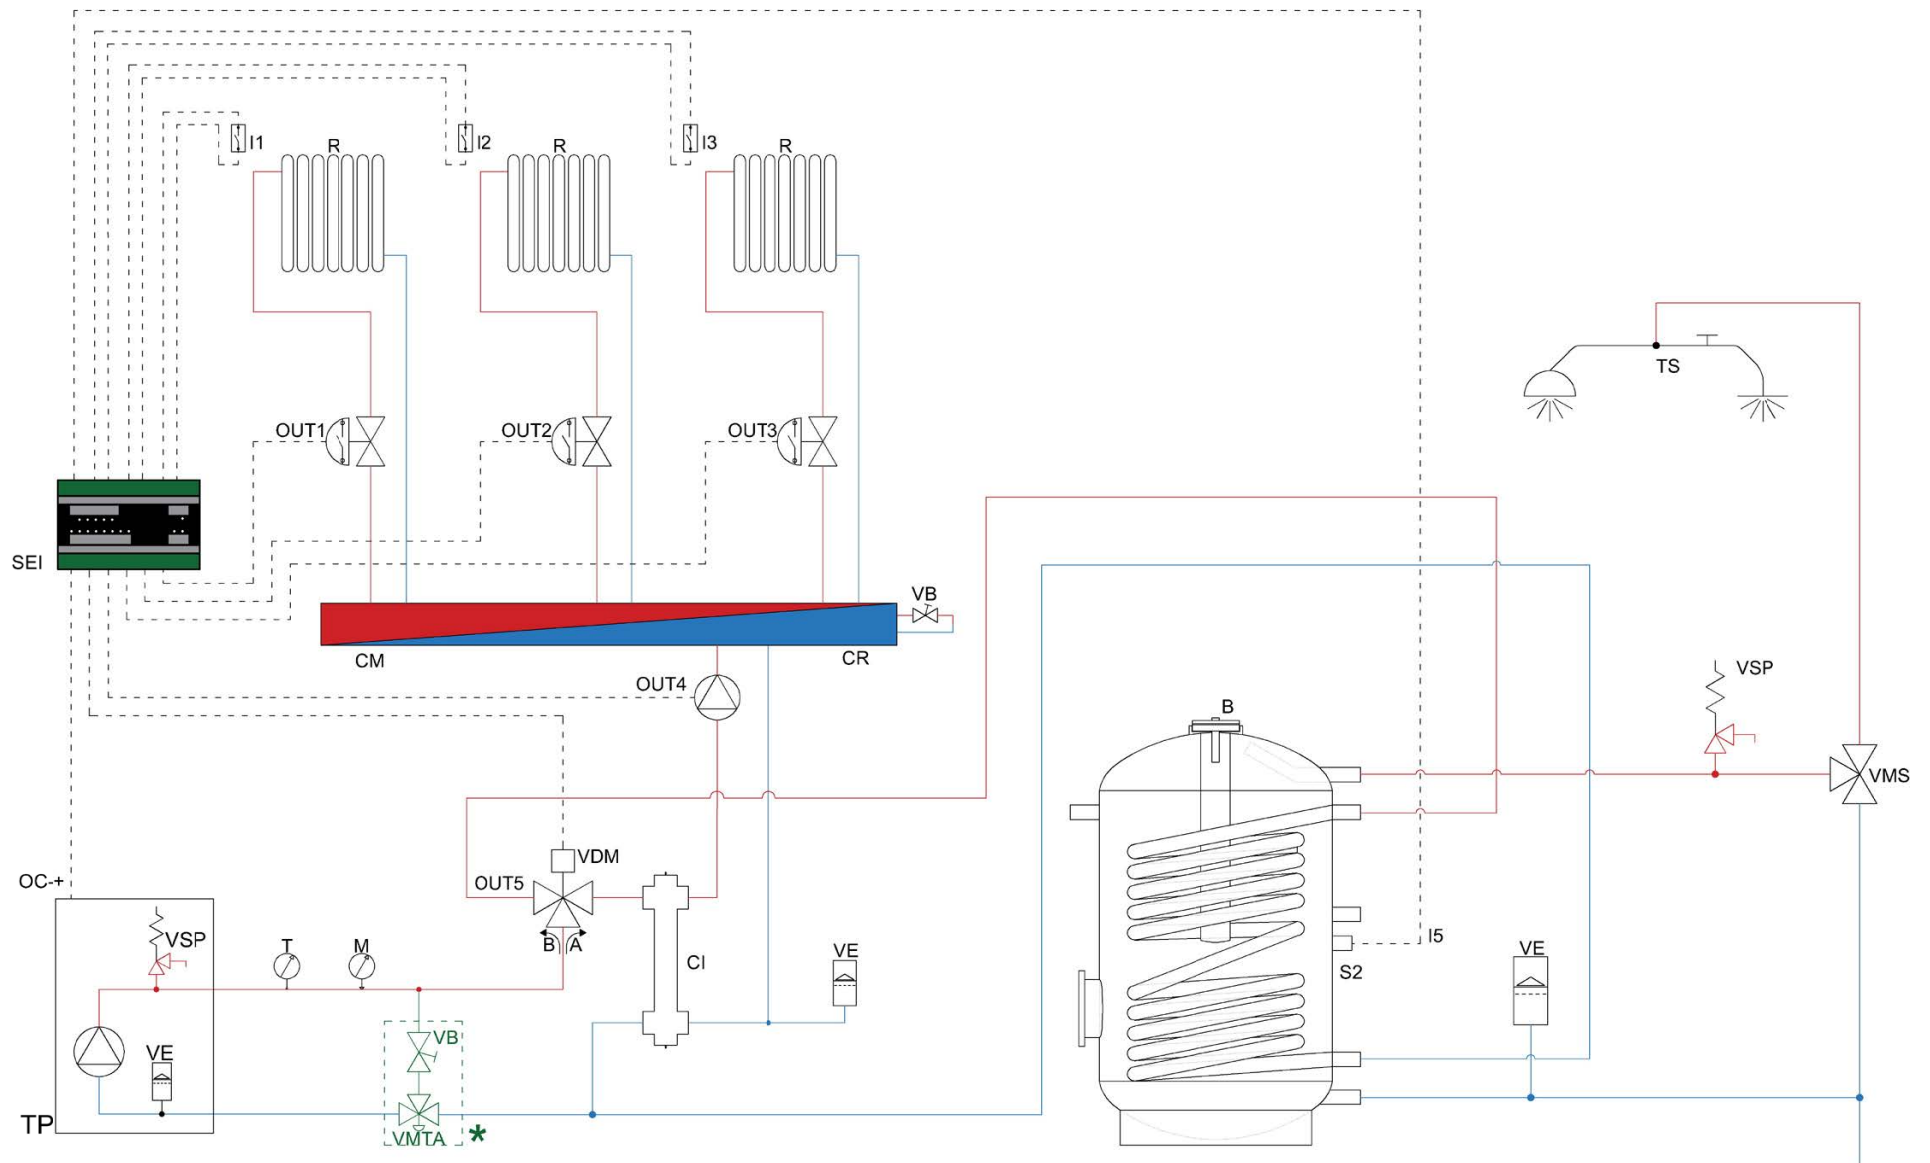 I1
R
I2
R
I3
R
TS
OUT1
OUT2
OUT3
SEI
VB
CM
CR
OUT4
VSP
B
VMS
VDM
OC-+
OUT5
B
A
VSP
T
M
CI
VE
I5
S2
VE
VB
VE
TP
VMTA
*